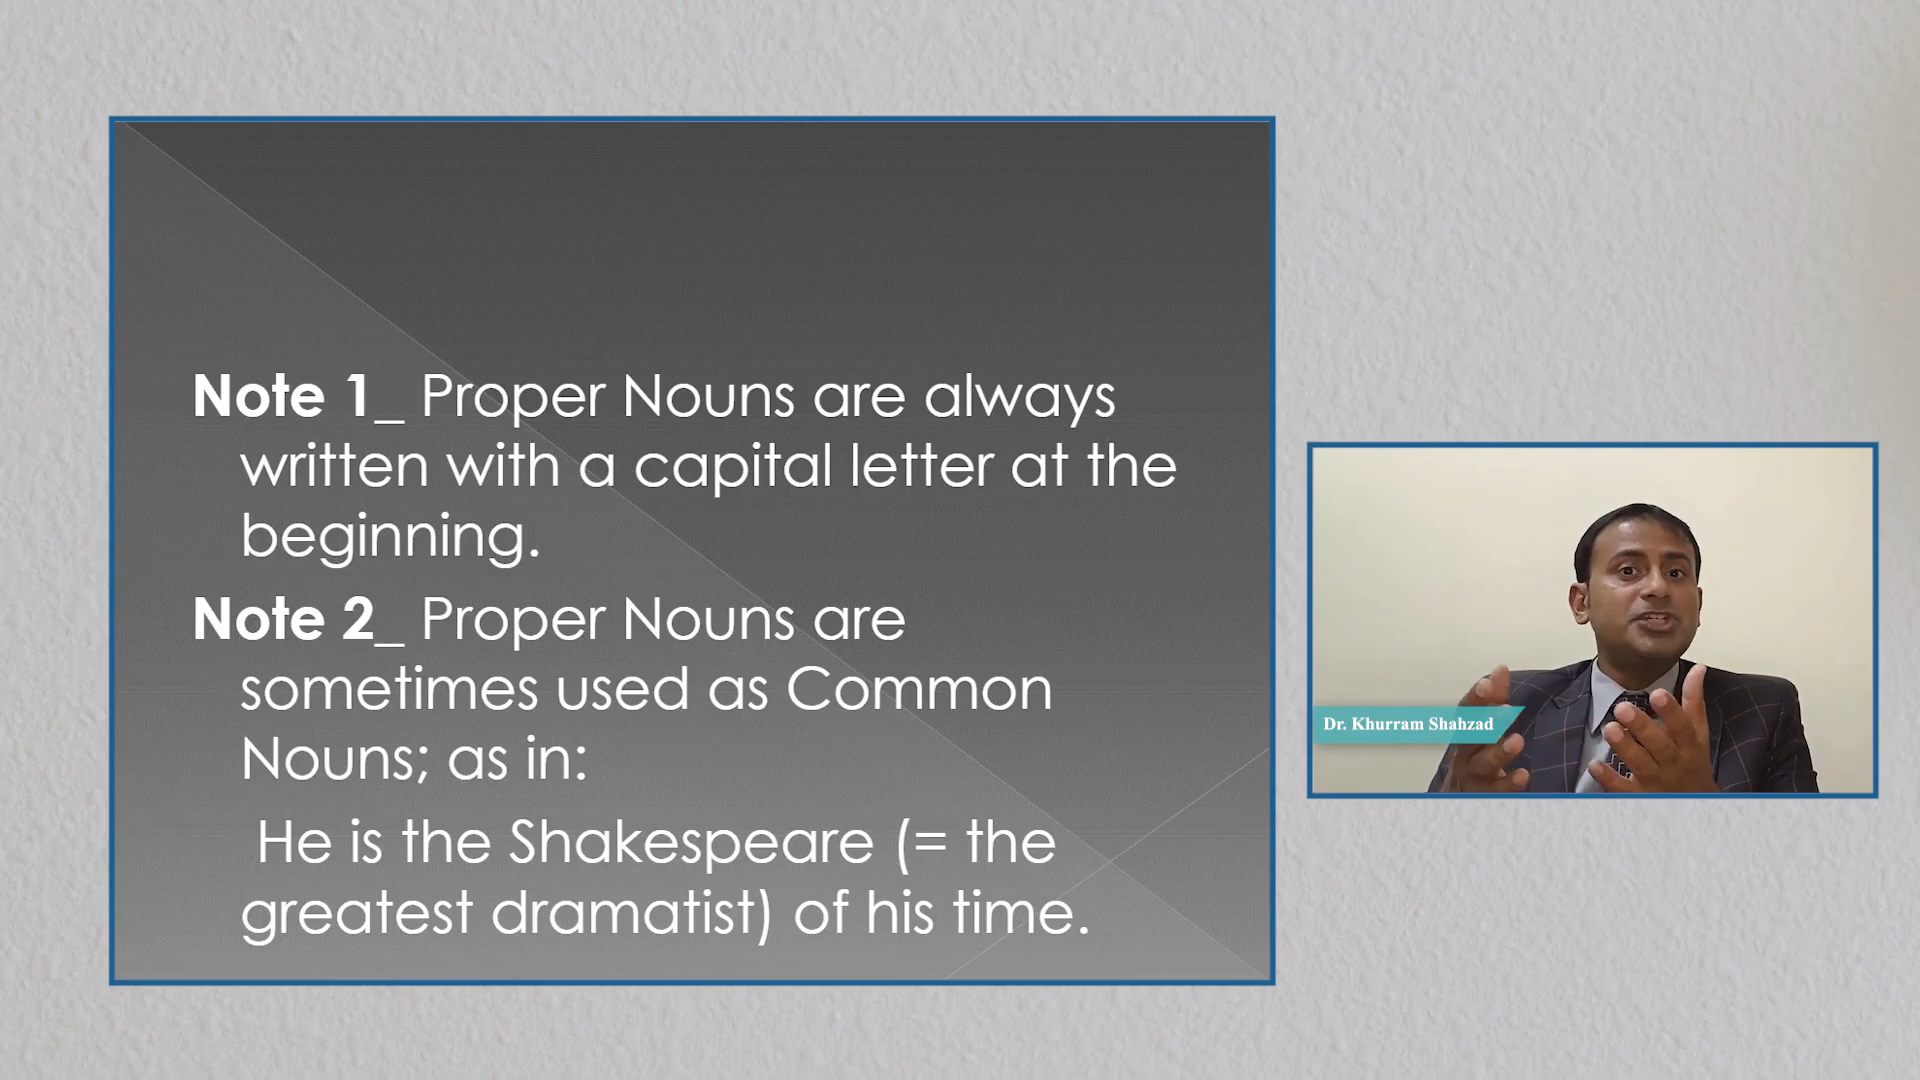 Note 1_ Proper Nouns are always
written with a capital letter at the
beginning.
Note 2_ Proper Nouns are
sometimes used as Common
Nouns; as in:
He is the Shakespeare (= the
greatest dramatist) of his time.
Dr. Khurram Shahzad